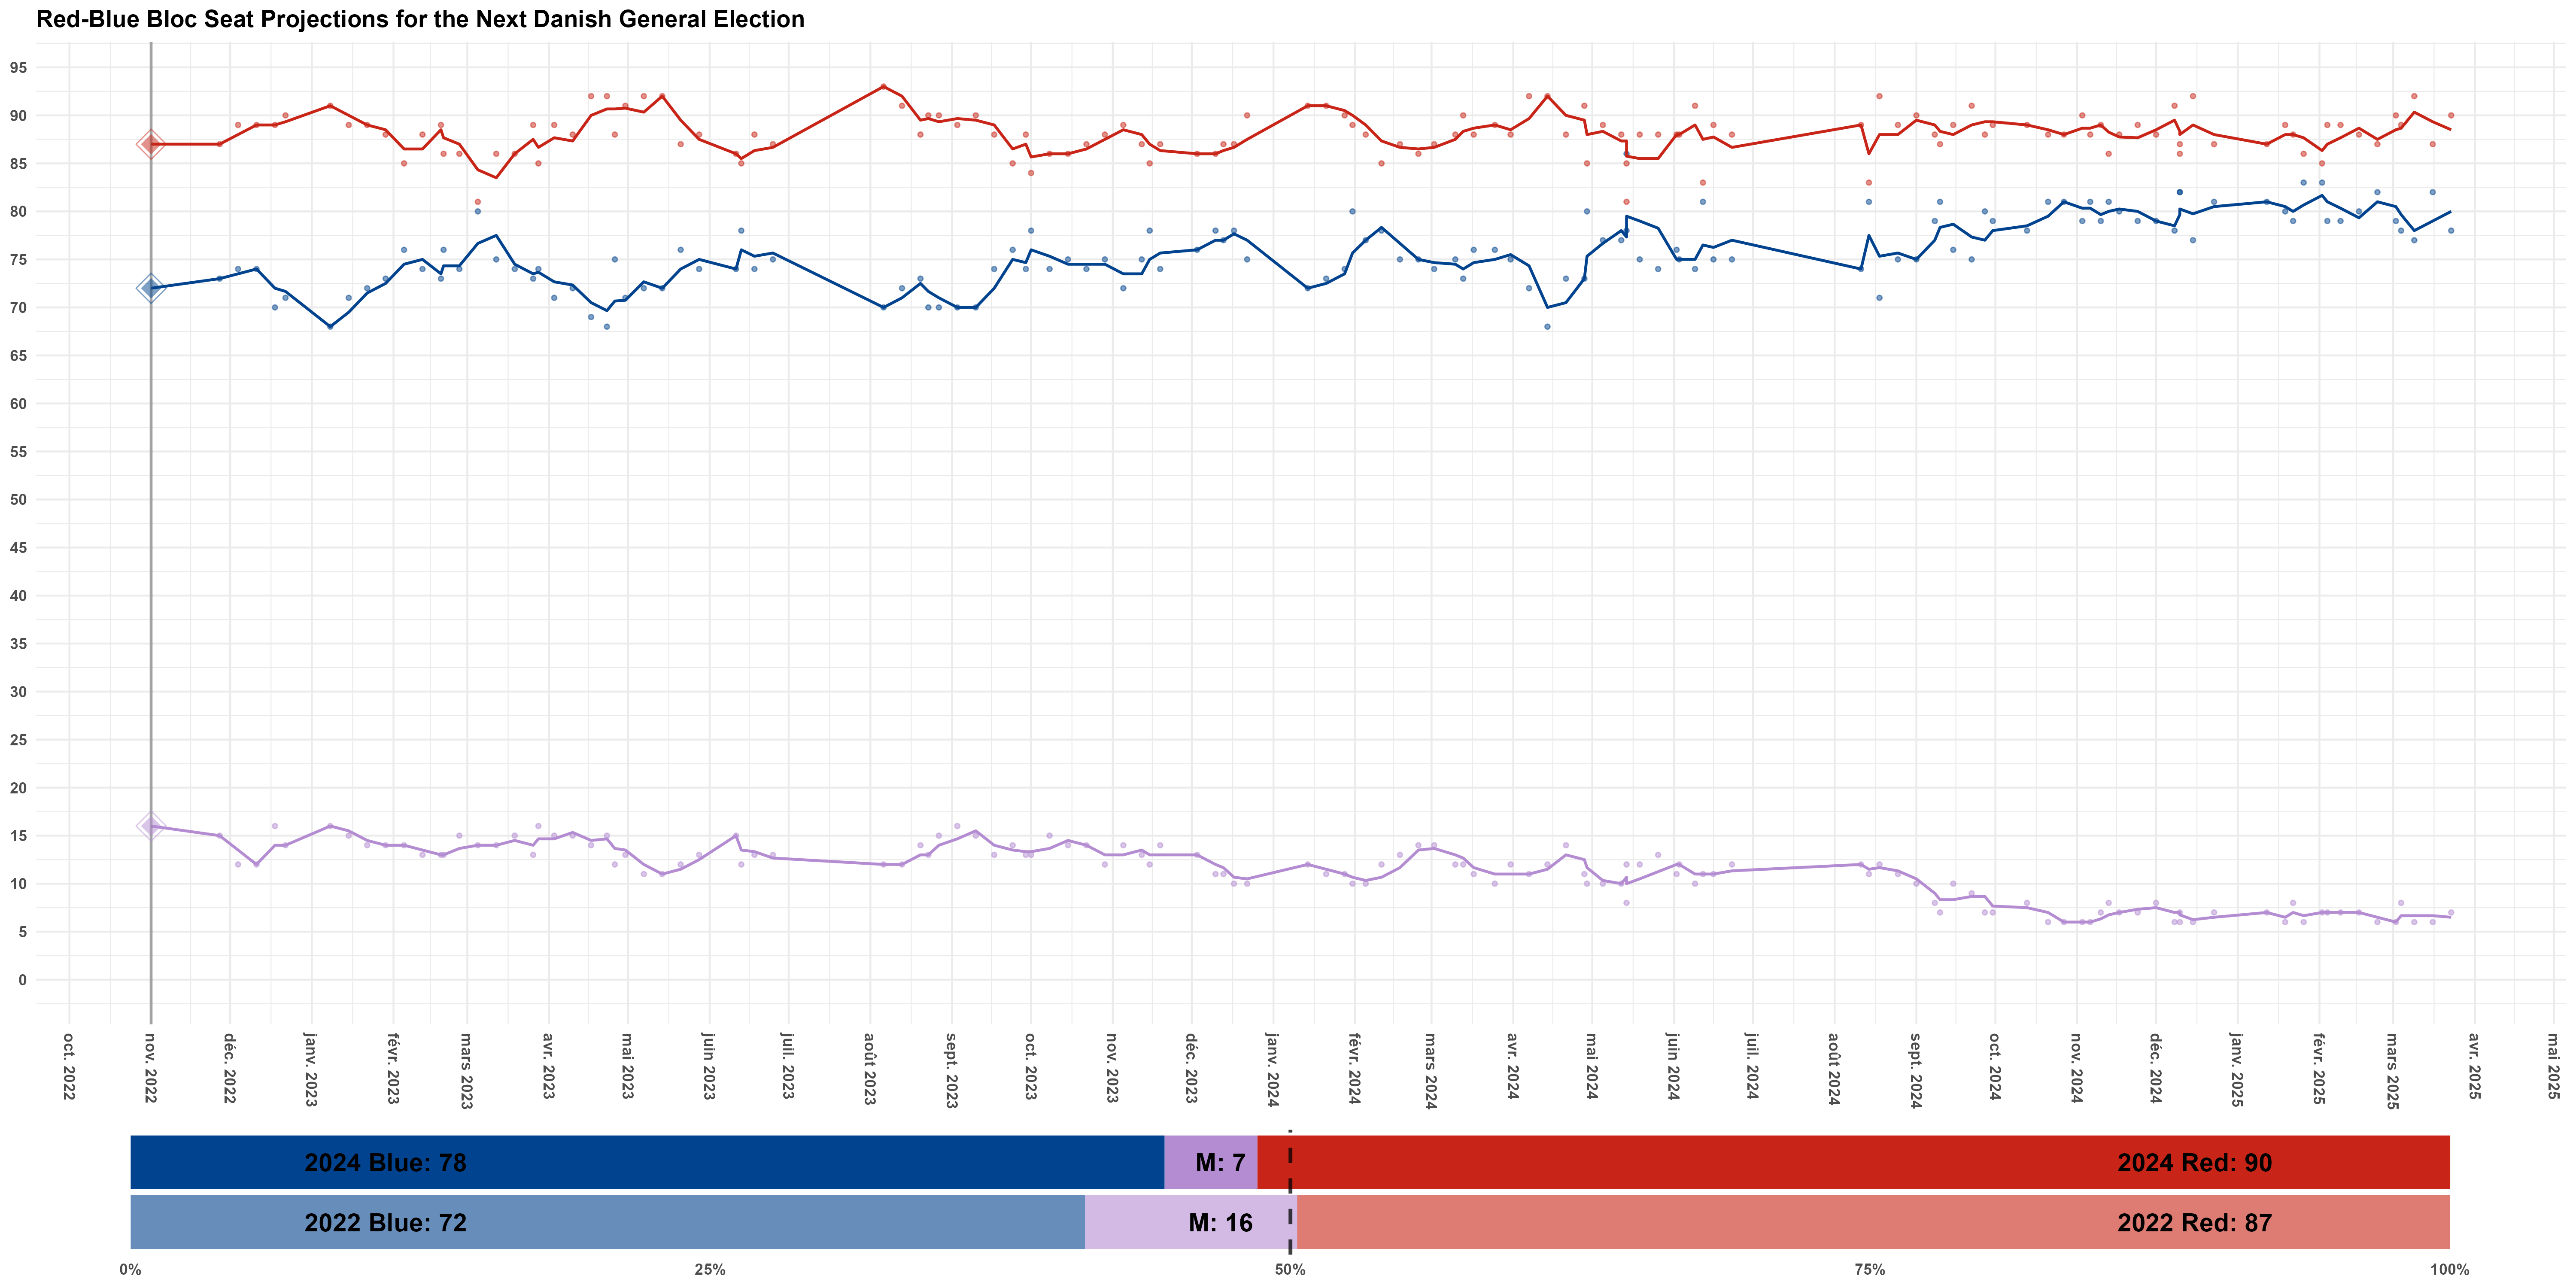 Red-Blue Bloc Seat Projections for the Next Danish General Election
95
90
85
80
75
70
65
60
55
50
45
40
35
30
25
20
15
10
5
0
oct. 2022
nov. 2022
déc. 2022
janv. 2023
févr. 2023
mars 2023
avr. 2023
mai 2023
juin 2023
juil. 2023
août 2023
sept. 2023
oct. 2023
nov. 2023
déc. 2023
janv. 2024
févr. 2024
mars 2024
avr. 2024
mai 2024
juin 2024
juil. 2024
août 2024
sept. 2024
oct. 2024
nov. 2024
déc. 2024
janv. 2025
févr. 2025
mars 2025
avr. 2025
mai 2025
2024 Blue: 78 M: 7 2024 Red: 90
2022 Blue: 72 M: 16 2022 Red: 87
0% 25% 50% 75% 100%